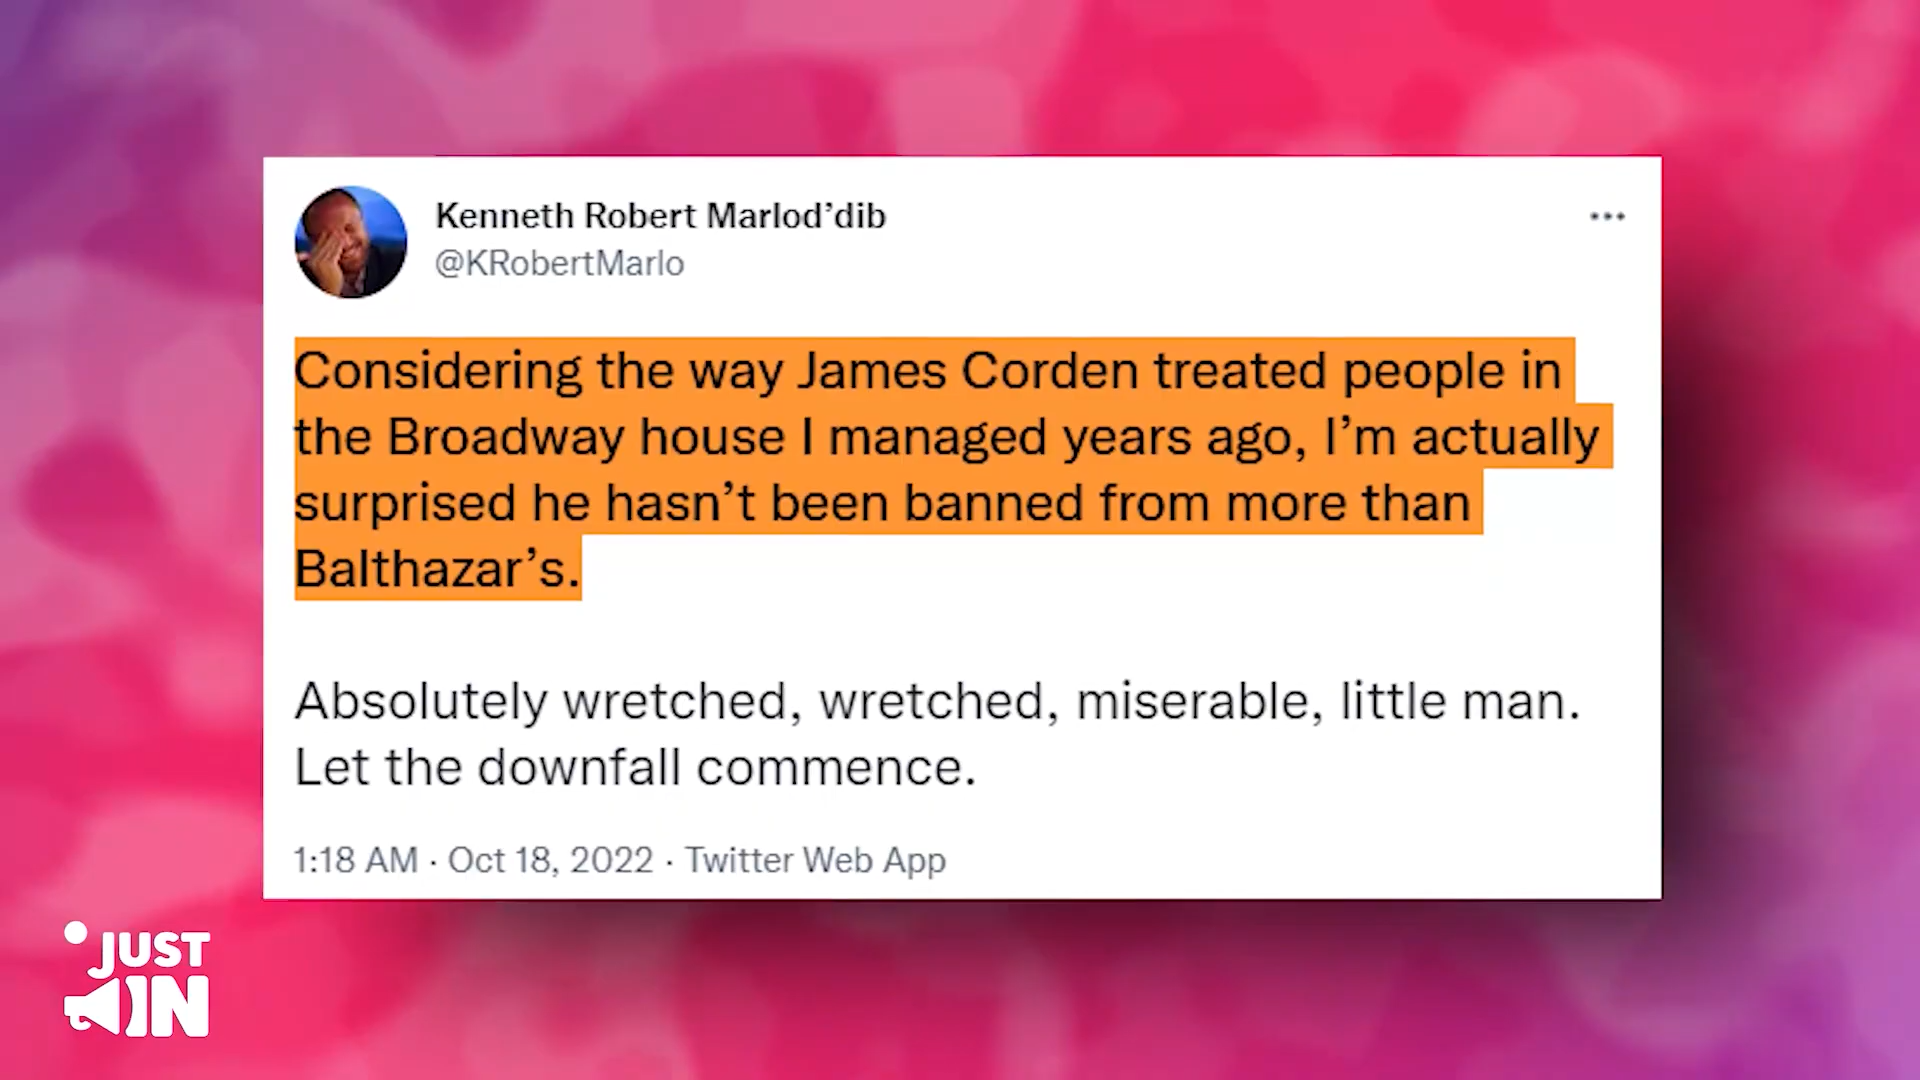 Kenneth Robert Marlod’dib
@KRobertMarlo
Considering the way James Corden treated people in
the Broadway house I managed years ago, I’m actually
surprised he hasn’t been banned from more than
Balthazar’s.
Absolutely wretched, wretched, miserable, little man.
Let the downfall commence.
1:18 AM · Oct 18, 2022 · Twitter Web App
JUST
IN